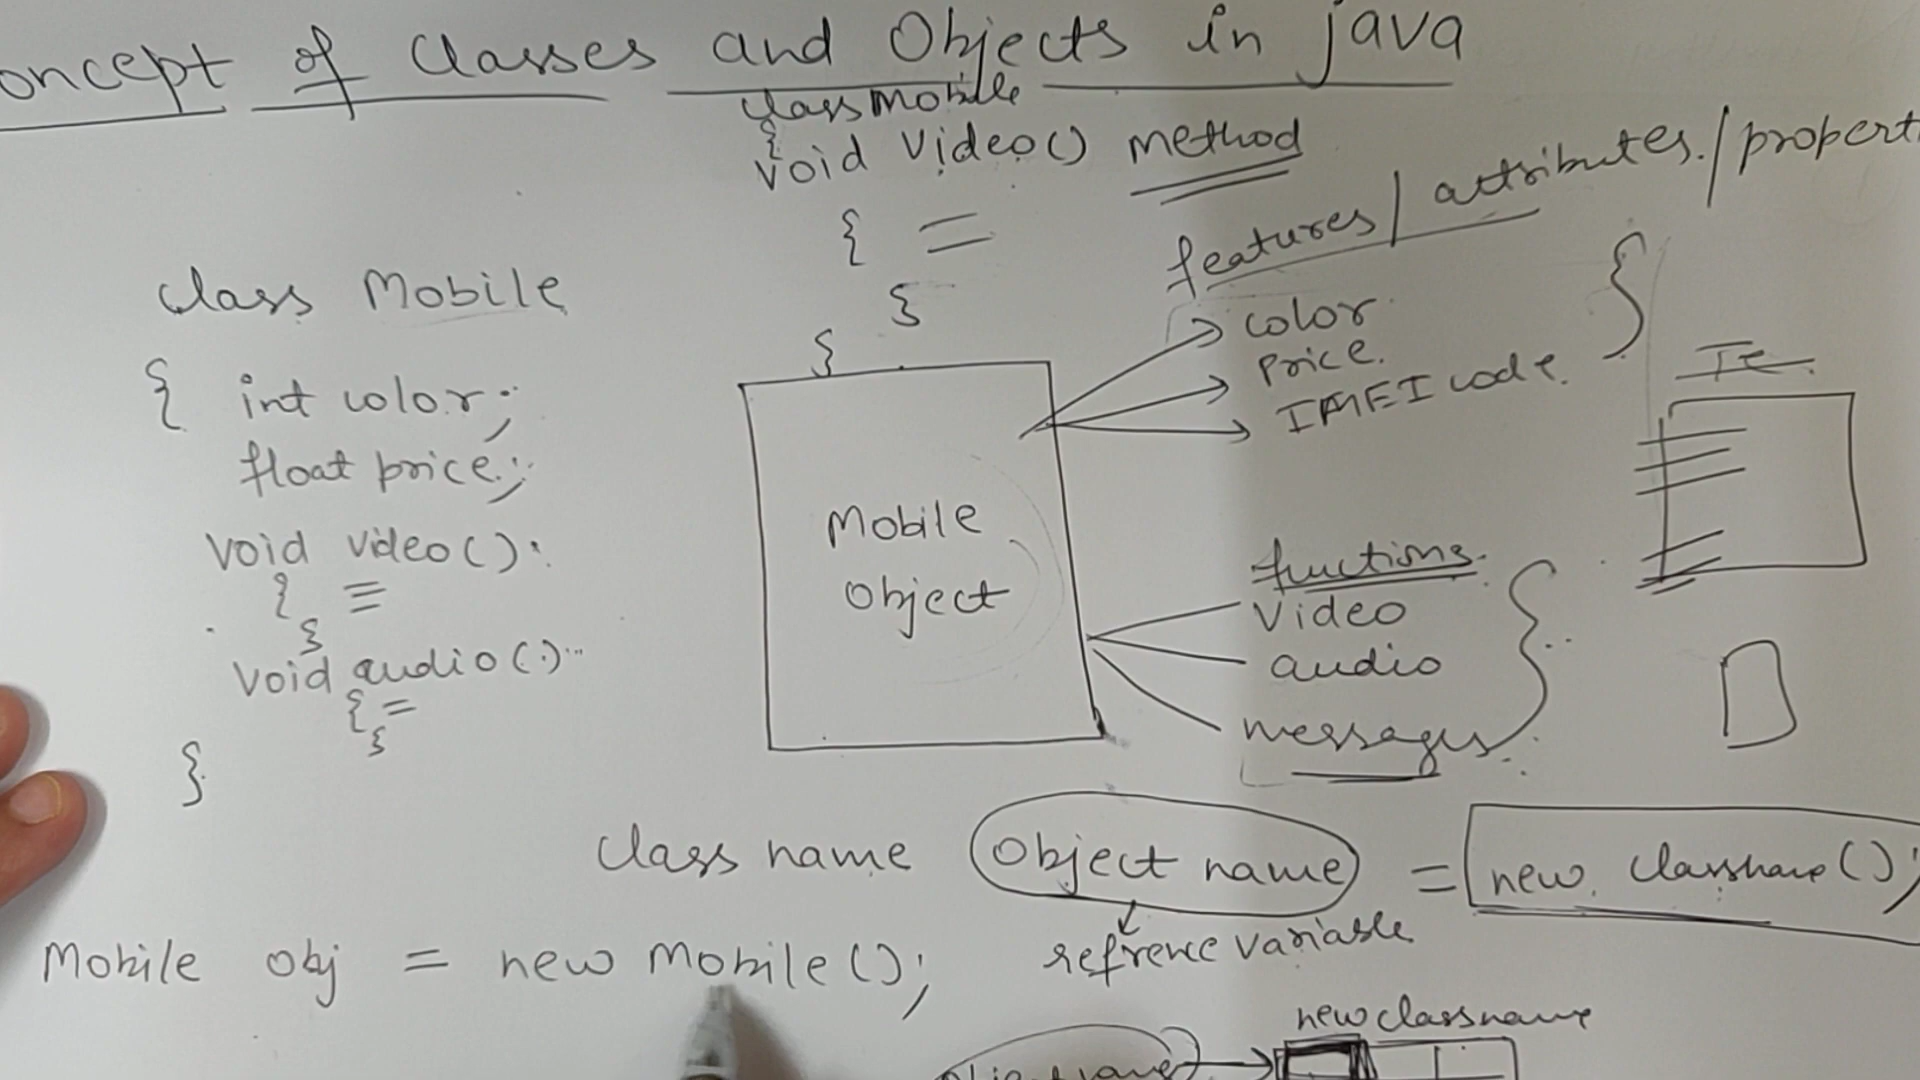 oncept of Classes and Objects in java
class Mobile
{
void Video() method
{ =
}
}
features / attributes. / propert
color
Price.
IMEI code.
class Mobile
{ int color;
float price;
void video()
{ ≡
}
void audio()
{ =
}
}
Mobile
Object
fuctions.
Video
audio
messages
class name Object name = new classname();
refrence variable
Mobile obj = new Mobile();
new classname